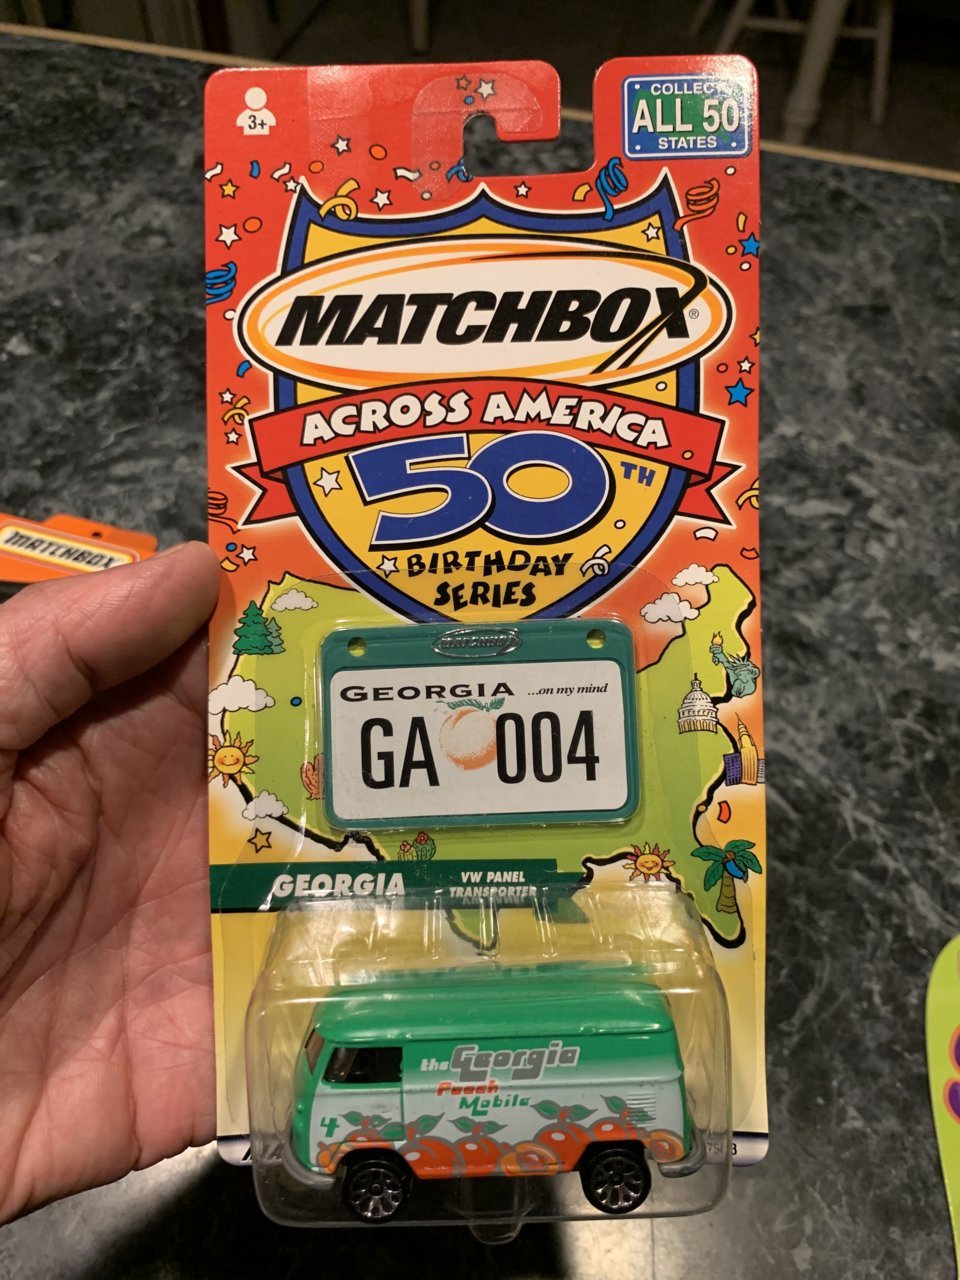 3+
COLLECT
ALL 50
STATES
MATCHBOX®
ACROSS AMERICA
50TH
BIRTHDAY
SERIES
MATCHBOX
MATCHBOX
GEORGIA ...on my mind
GA 004
GEORGIA
VW PANEL
TRANSPORTER
the Georgia
Peach
Mobile
4